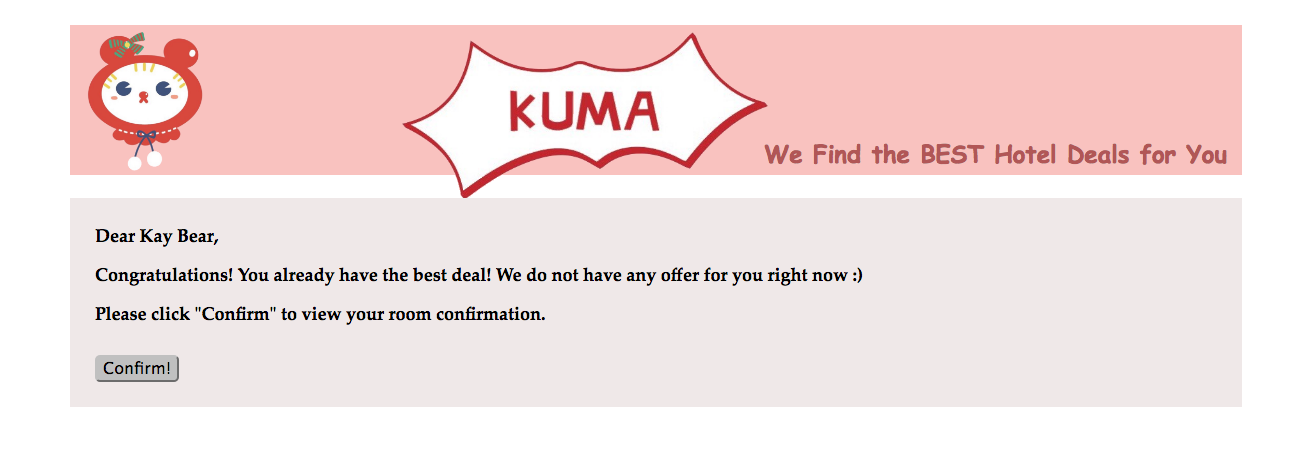 KUMA
We Find the BEST Hotel Deals for You
Dear Kay Bear,
Congratulations! You already have the best deal! We do not have any offer for you right now :)
Please click "Confirm" to view your room confirmation.
Confirm!